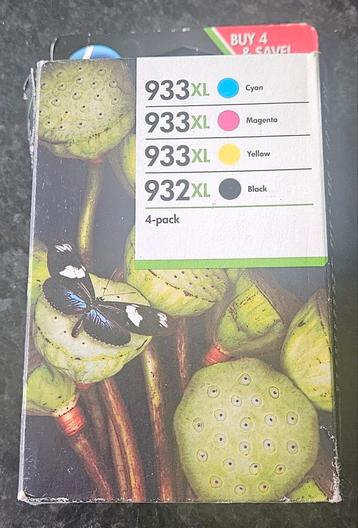 BUY 4
& SAVE!
933XL Cyan
933XL Magenta
933XL Yellow
932XL Black
4-pack